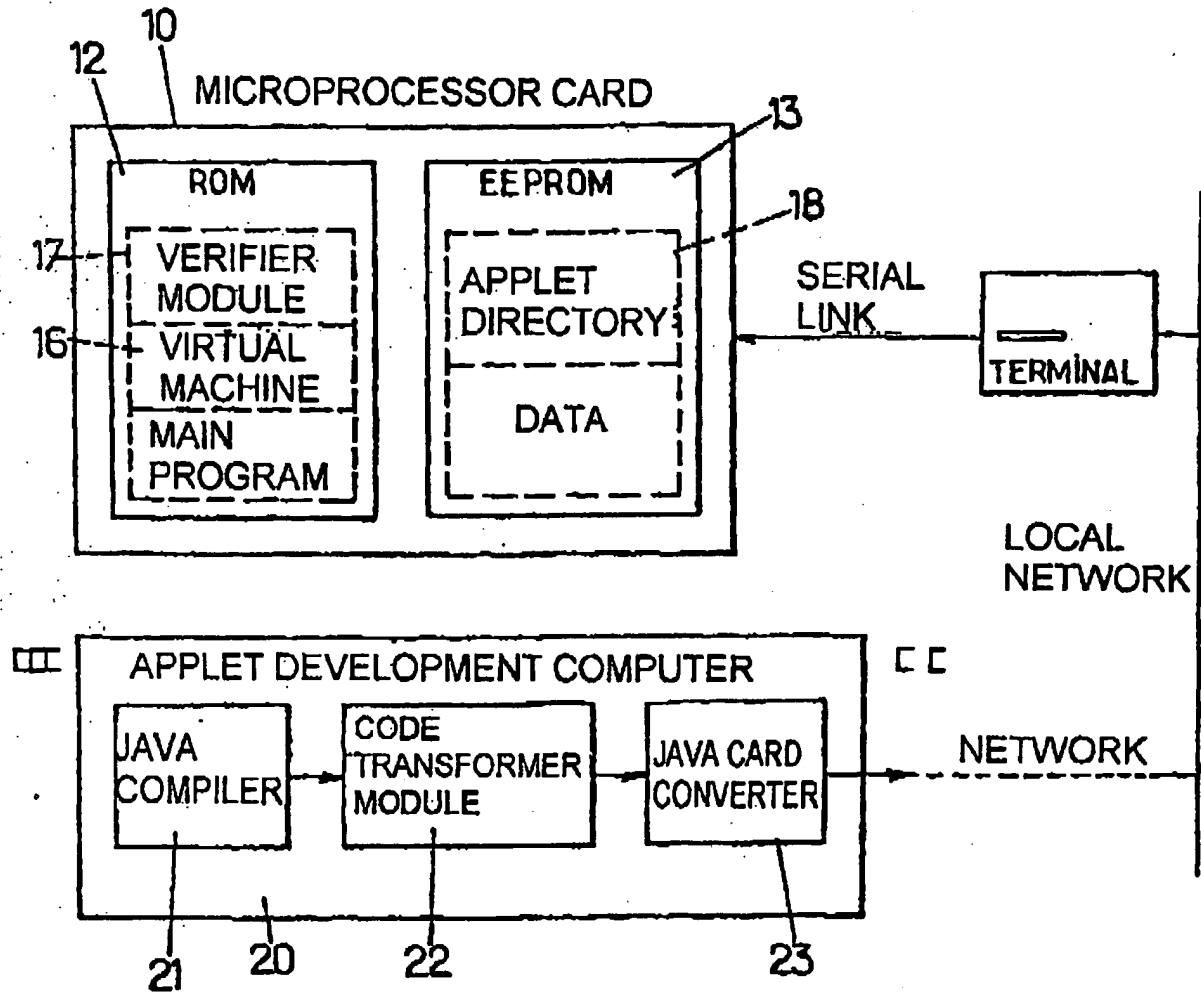 10
12
MICROPROCESSOR CARD
13
ROM
EEPROM
18
17
VERIFIER
MODULE
APPLET
DIRECTORY
SERIAL
LINK
16
VIRTUAL
MACHINE
TERMINAL
MAIN
PROGRAM
DATA
LOCAL
NETWORK
APPLET DEVELOPMENT COMPUTER
JAVA
COMPILER
CODE
TRANSFORMER
MODULE
JAVA CARD
CONVERTER
NETWORK
21
20
22
23